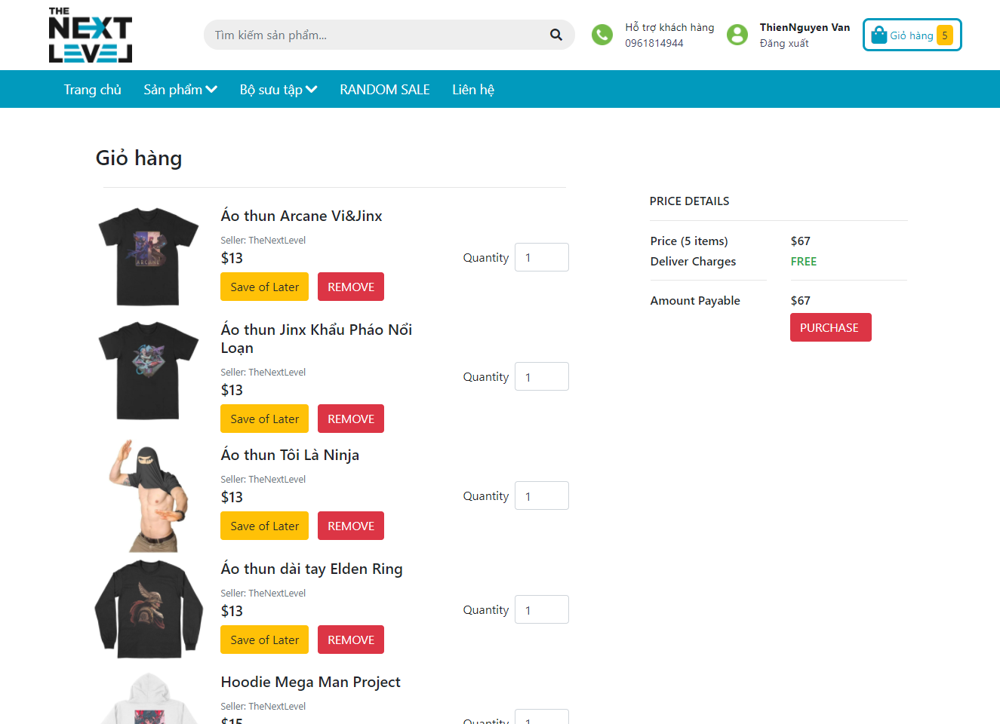 THE
NEXT
LEVEL
Tìm kiếm sản phẩm...
Hỗ trợ khách hàng
0961814944
ThienNguyen Van
Đăng xuất
Giỏ hàng 5
Trang chủ Sản phẩm Bộ sưu tập RANDOM SALE Liên hệ
Giỏ hàng
Áo thun Arcane Vi&Jinx
Seller: TheNextLevel
$13
Quantity 1
Save of Later REMOVE
ARCANE
Áo thun Jinx Khẩu Pháo Nổi
Loạn
Seller: TheNextLevel
$13
Quantity 1
Save of Later REMOVE
Áo thun Tôi Là Ninja
Seller: TheNextLevel
$13
Quantity 1
Save of Later REMOVE
Áo thun dài tay Elden Ring
Seller: TheNextLevel
$13
Quantity 1
Save of Later REMOVE
Hoodie Mega Man Project
Seller: TheNextLevel
$15
Quantity 1
PRICE DETAILS
Price (5 items) $67
Deliver Charges FREE
Amount Payable $67
PURCHASE